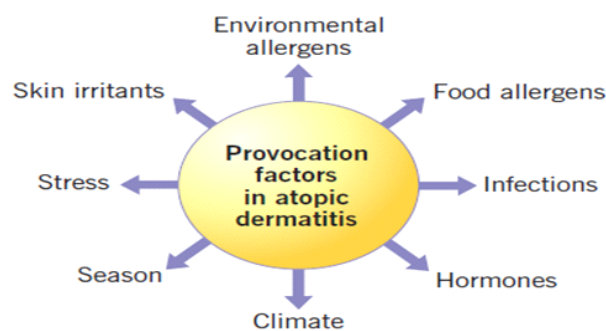 Environmental
allergens
Skin irritants
Food allergens
Provocation
factors
in atopic
dermatitis
Stress
Infections
Season
Hormones
Climate